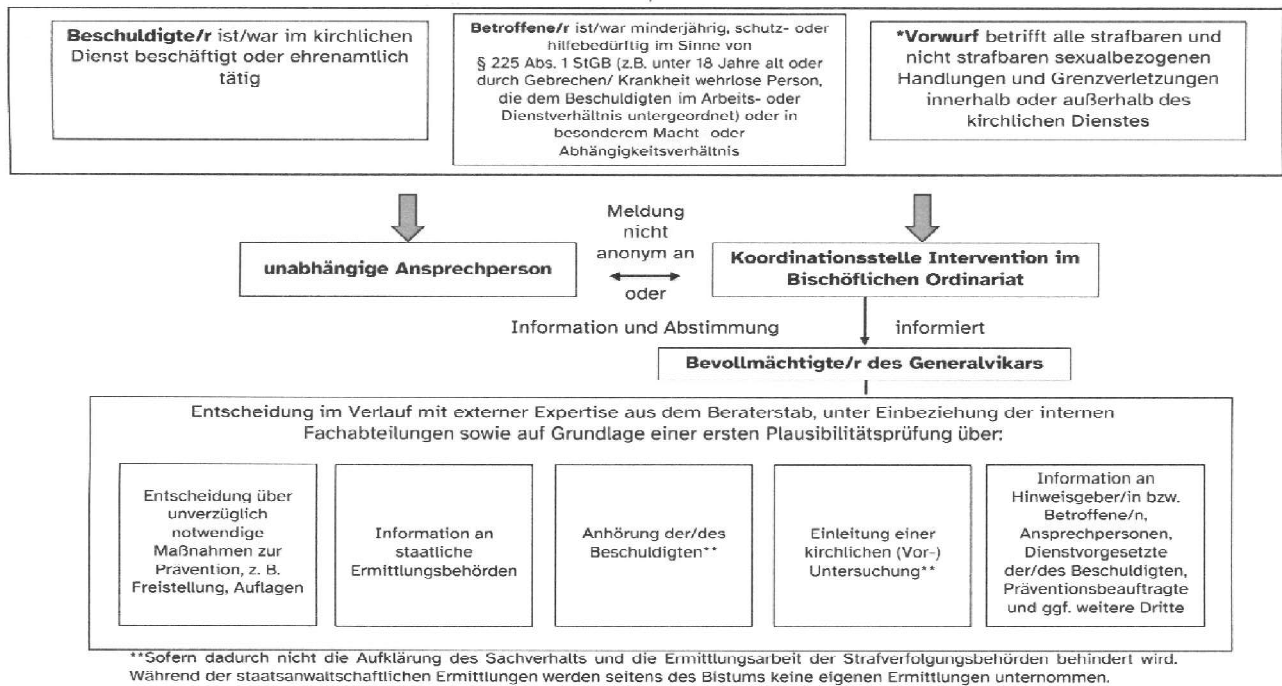 Beschuldigte/r ist/war im kirchlichen
Dienst beschäftigt oder ehrenamtlich
tätig
Betroffene/r ist/war minderjährig, schutz- oder
hilfebedürftig im Sinne von
§ 225 Abs. 1 StGB (z.B. unter 18 Jahre alt oder
durch Gebrechen/ Krankheit wehrlose Person,
die dem Beschuldigten im Arbeits- oder
Dienstverhältnis untergeordnet) oder in
besonderem Macht- oder
Abhängigkeitsverhältnis
*Vorwurf betrifft alle strafbaren und
nicht strafbaren sexualbezogenen
Handlungen und Grenzverletzungen
innerhalb oder außerhalb des
kirchlichen Dienstes
unabhängige Ansprechperson
Meldung
nicht
anonym an
oder
Koordinationsstelle Intervention im
Bischöflichen Ordinariat
Information und Abstimmung
informiert
Bevollmächtigte/r des Generalvikars
Entscheidung im Verlauf mit externer Expertise aus dem Beraterstab, unter Einbeziehung der internen
Fachabteilungen sowie auf Grundlage einer ersten Plausibilitätsprüfung über:
Entscheidung über
unverzüglich
notwendige
Maßnahmen zur
Prävention, z. B.
Freistellung, Auflagen
Information an
staatliche
Ermittlungsbehörden
Anhörung der/des
Beschuldigten**
Einleitung einer
kirchlichen (Vor-)
Untersuchung**
Information an
Hinweisgeber/in bzw.
Betroffene/n,
Ansprechpersonen,
Dienstvorgesetzte
der/des Beschuldigten,
Präventionsbeauftragte
und ggf. weitere Dritte
**Sofern dadurch nicht die Aufklärung des Sachverhalts und die Ermittlungsarbeit der Strafverfolgungsbehörden behindert wird.
Während der staatsanwaltschaftlichen Ermittlungen werden seitens des Bistums keine eigenen Ermittlungen unternommen.